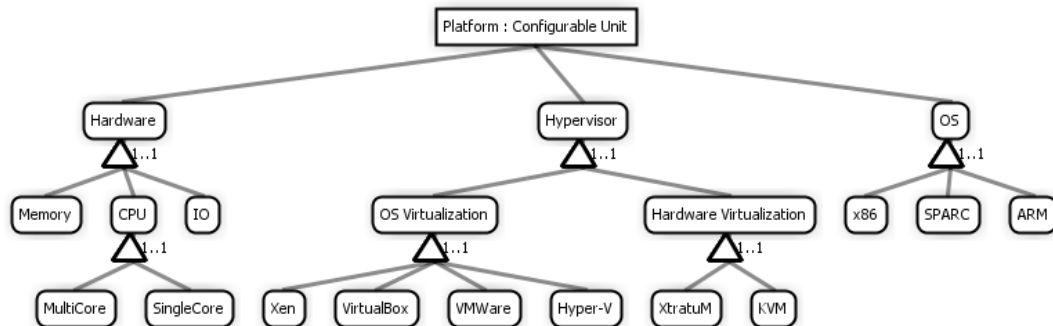 Platform : Configurable Unit
Hardware
Hypervisor
OS
1..1
1..1
1..1
Memory
CPU
IO
OS Virtualization
Hardware Virtualization
x86
SPARC
ARM
1..1
1..1
1..1
MultiCore
SingleCore
Xen
VirtualBox
VMWare
Hyper-V
XtratuM
KVM